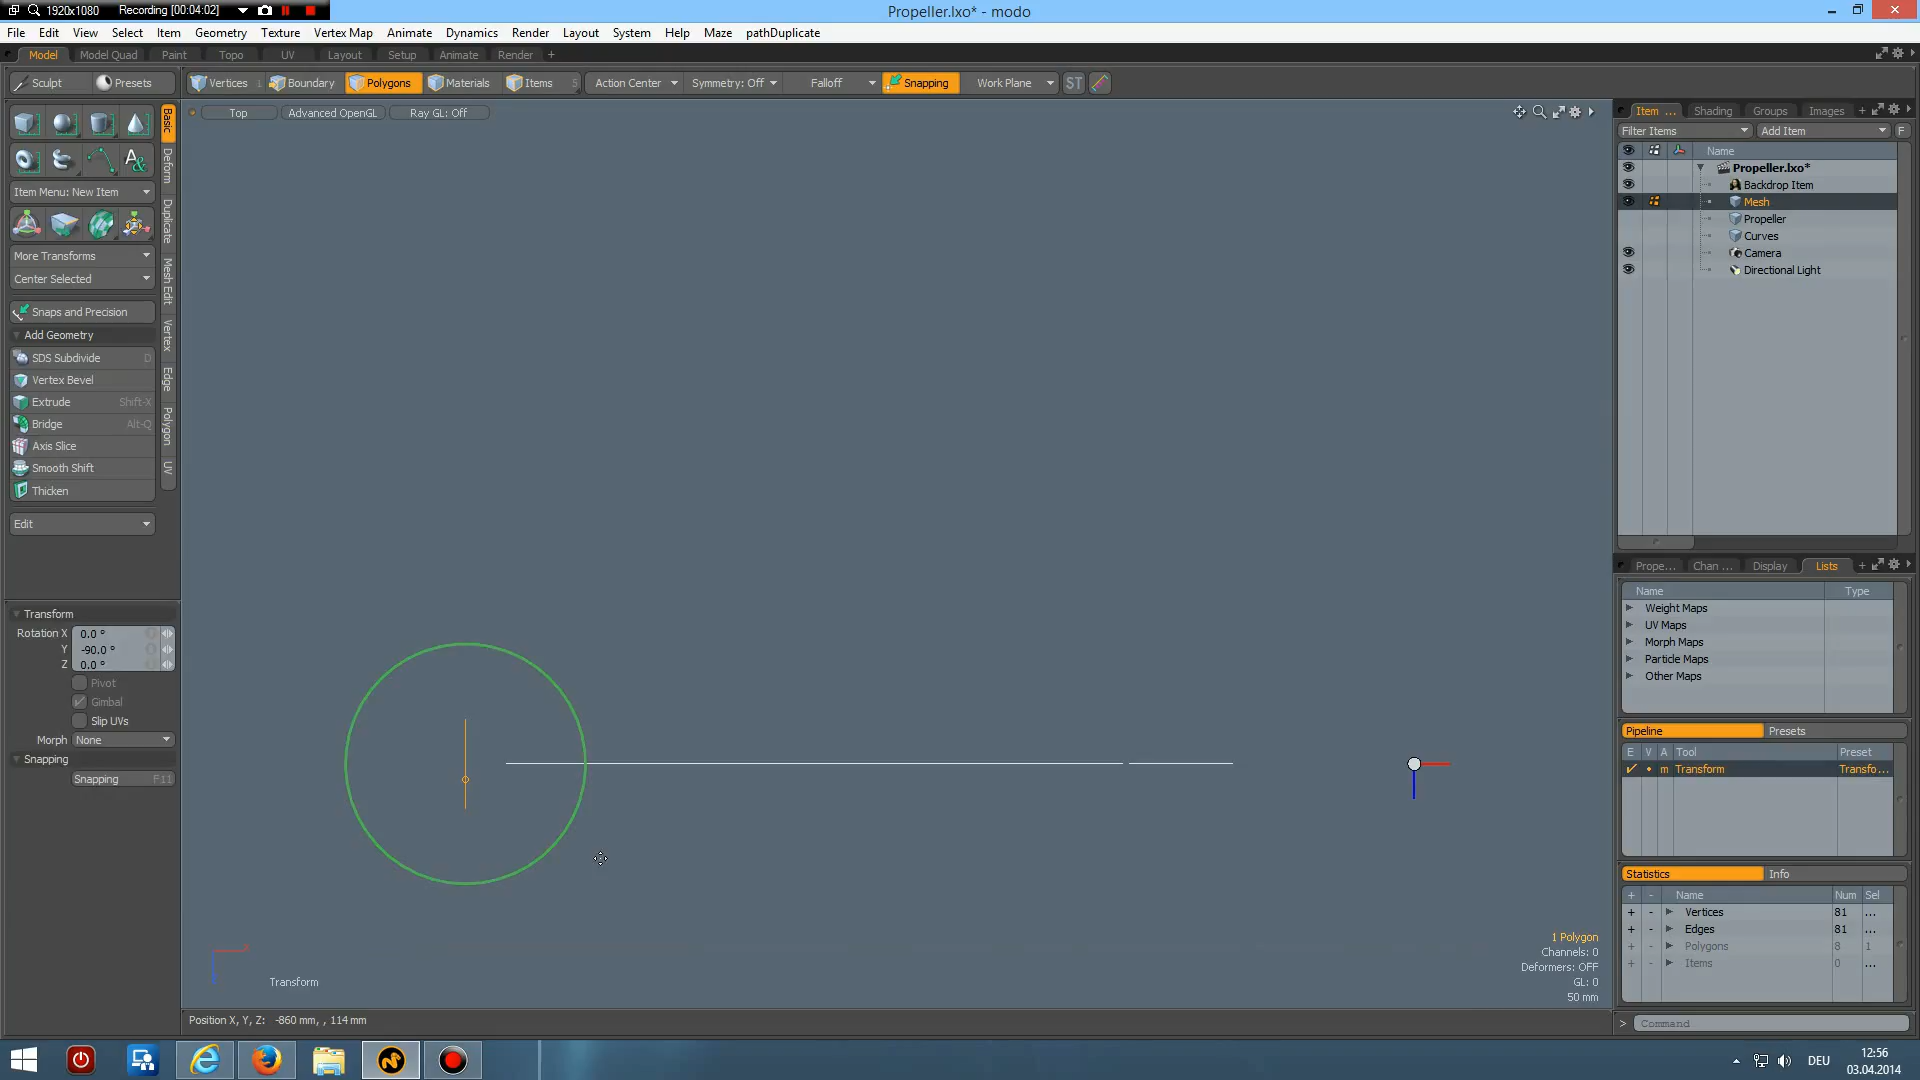 1920x1080 Recording [00:04:02]
Propeller.lxo* - modo
File Edit View Select Item Geometry Texture Vertex Map Animate Dynamics Render Layout System Help Maze pathDuplicate
Model Model Quad Paint Topo UV Layout Setup Animate Render +
Sculpt Presets Vertices 1 Boundary Polygons Materials Items 5 Action Center Symmetry: Off Falloff Snapping Work Plane ST
Top Advanced OpenGL Ray GL: Off
Basic
Deform
Duplicate
Mesh Edit
Vertex
Edge
Polygon
UV
Item Menu: New Item
More Transforms
Center Selected
Snaps and Precision
Add Geometry
SDS Subdivide D
Vertex Bevel
Extrude Shift-X
Bridge Alt-Q
Axis Slice
Smooth Shift
Thicken
Edit
Transform
Rotation X 0.0 °
Y -90.0 °
Z 0.0 °
Pivot
Gimbal
Slip UVs
Morph None
Snapping
Snapping F11
Transform
1 Polygon
Channels: 0
Deformers: OFF
GL: 0
50 mm
Position X, Y, Z: -860 mm, , 114 mm
Item ... Shading Groups Images +
Filter Items Add Item F
Name
Propeller.lxo*
Backdrop Item
Mesh
Propeller
Curves
Camera
Directional Light
Prope... Chan ... Display Lists +
Name Type
Weight Maps
UV Maps
Morph Maps
Particle Maps
Other Maps
Pipeline Presets
E V A Tool Preset
m Transform Transfo...
Statistics Info
+ - Name Num Sel
+ - Vertices 81 ...
+ - Edges 81 ...
+ - Polygons 8 1
+ - Items 0 ...
> Command
DEU
12:56
03.04.2014